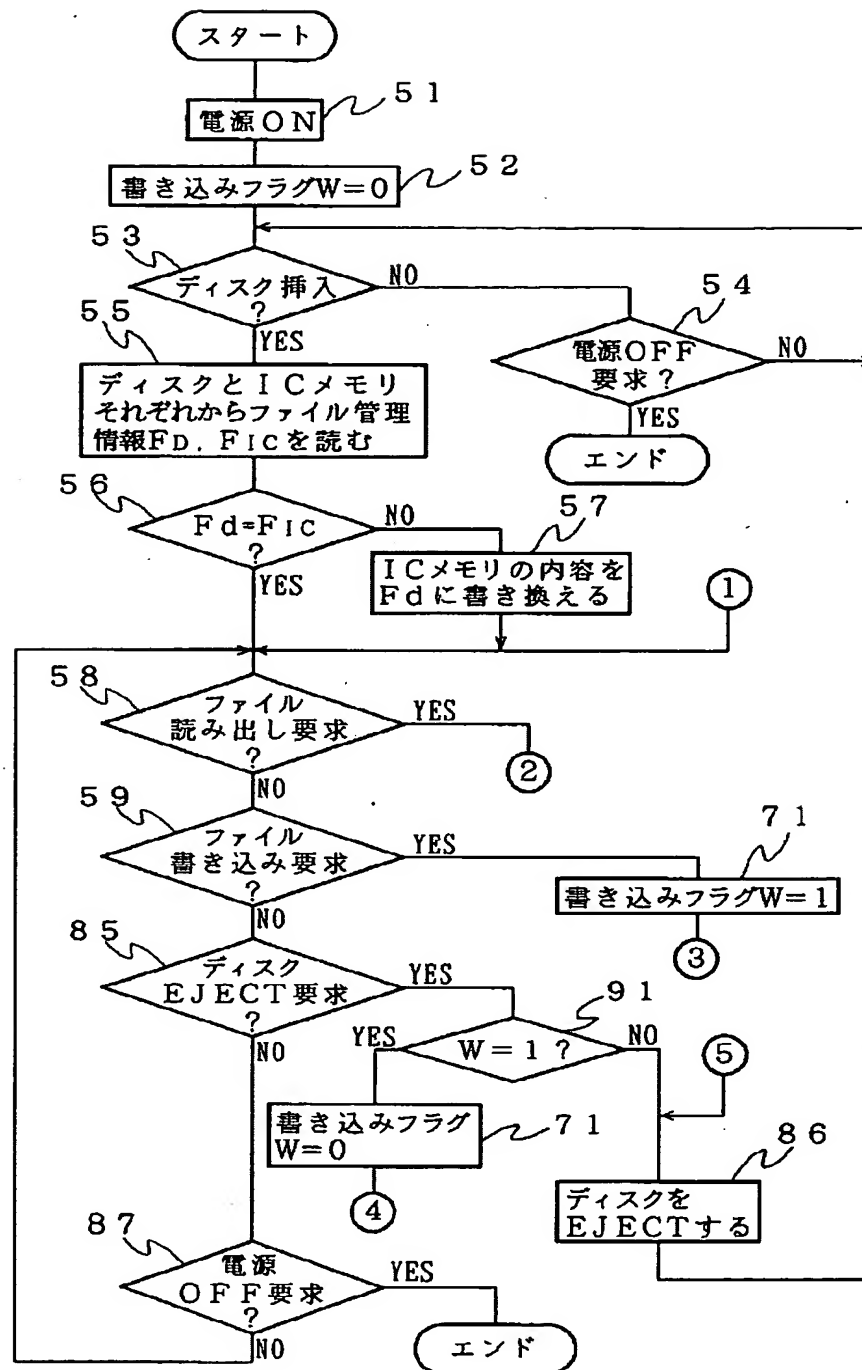 スタート
51
電源ON
52
書き込みフラグW=0
53
ディスク挿入
?
NO
YES
54
電源OFF
要求?
NO
YES
エンド
55
ディスクとICメモリ
それぞれからファイル管理
情報FD,FICを読む
56
Fd=FIC
?
NO
YES
57
ICメモリの内容を
Fdに書き換える
①
58
ファイル
読み出し要求
?
YES
NO
②
59
ファイル
書き込み要求
?
YES
NO
71
書き込みフラグW=1
③
85
ディスク
EJECT要求
?
YES
NO
91
W=1?
YES
NO
⑤
書き込みフラグ
W=0
71
④
86
ディスクを
EJECTする
87
電源
OFF要求
?
YES
NO
エンド